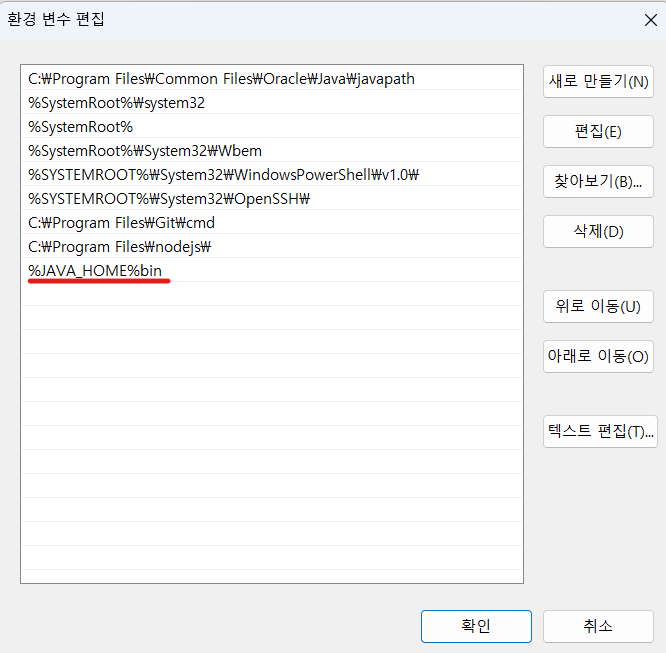 환경 변수 편집
C:₩Program Files₩Common Files₩Oracle₩Java₩javapath
%SystemRoot%₩system32
%SystemRoot%
%SystemRoot%₩System32₩Wbem
%SYSTEMROOT%₩System32₩WindowsPowerShell₩v1.0₩
%SYSTEMROOT%₩System32₩OpenSSH₩
C:₩Program Files₩Git₩cmd
C:₩Program Files₩nodejs₩
%JAVA_HOME%bin
새로 만들기(N)
편집(E)
찾아보기(B)...
삭제(D)
위로 이동(U)
아래로 이동(O)
텍스트 편집(T)...
확인
취소